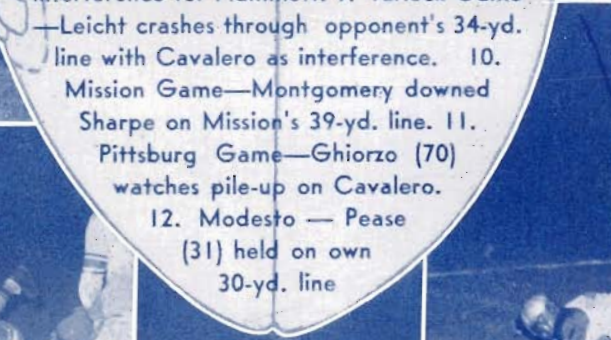 —Leicht crashes through opponent's 34-yd.
line with Cavalero as interference. 10.
Mission Game—Montgomery downed
Sharpe on Mission's 39-yd. line. 11.
Pittsburg Game—Ghiorzo (70)
watches pile-up on Cavalero.
12. Modesto — Pease
(31) held on own
30-yd. line